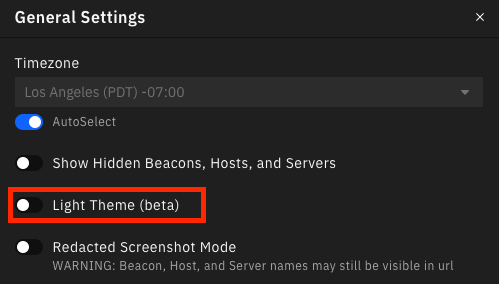 General Settings
Timezone
Los Angeles (PDT) -07:00
AutoSelect
Show Hidden Beacons, Hosts, and Servers
Light Theme (beta)
Redacted Screenshot Mode
WARNING: Beacon, Host, and Server names may still be visible in url